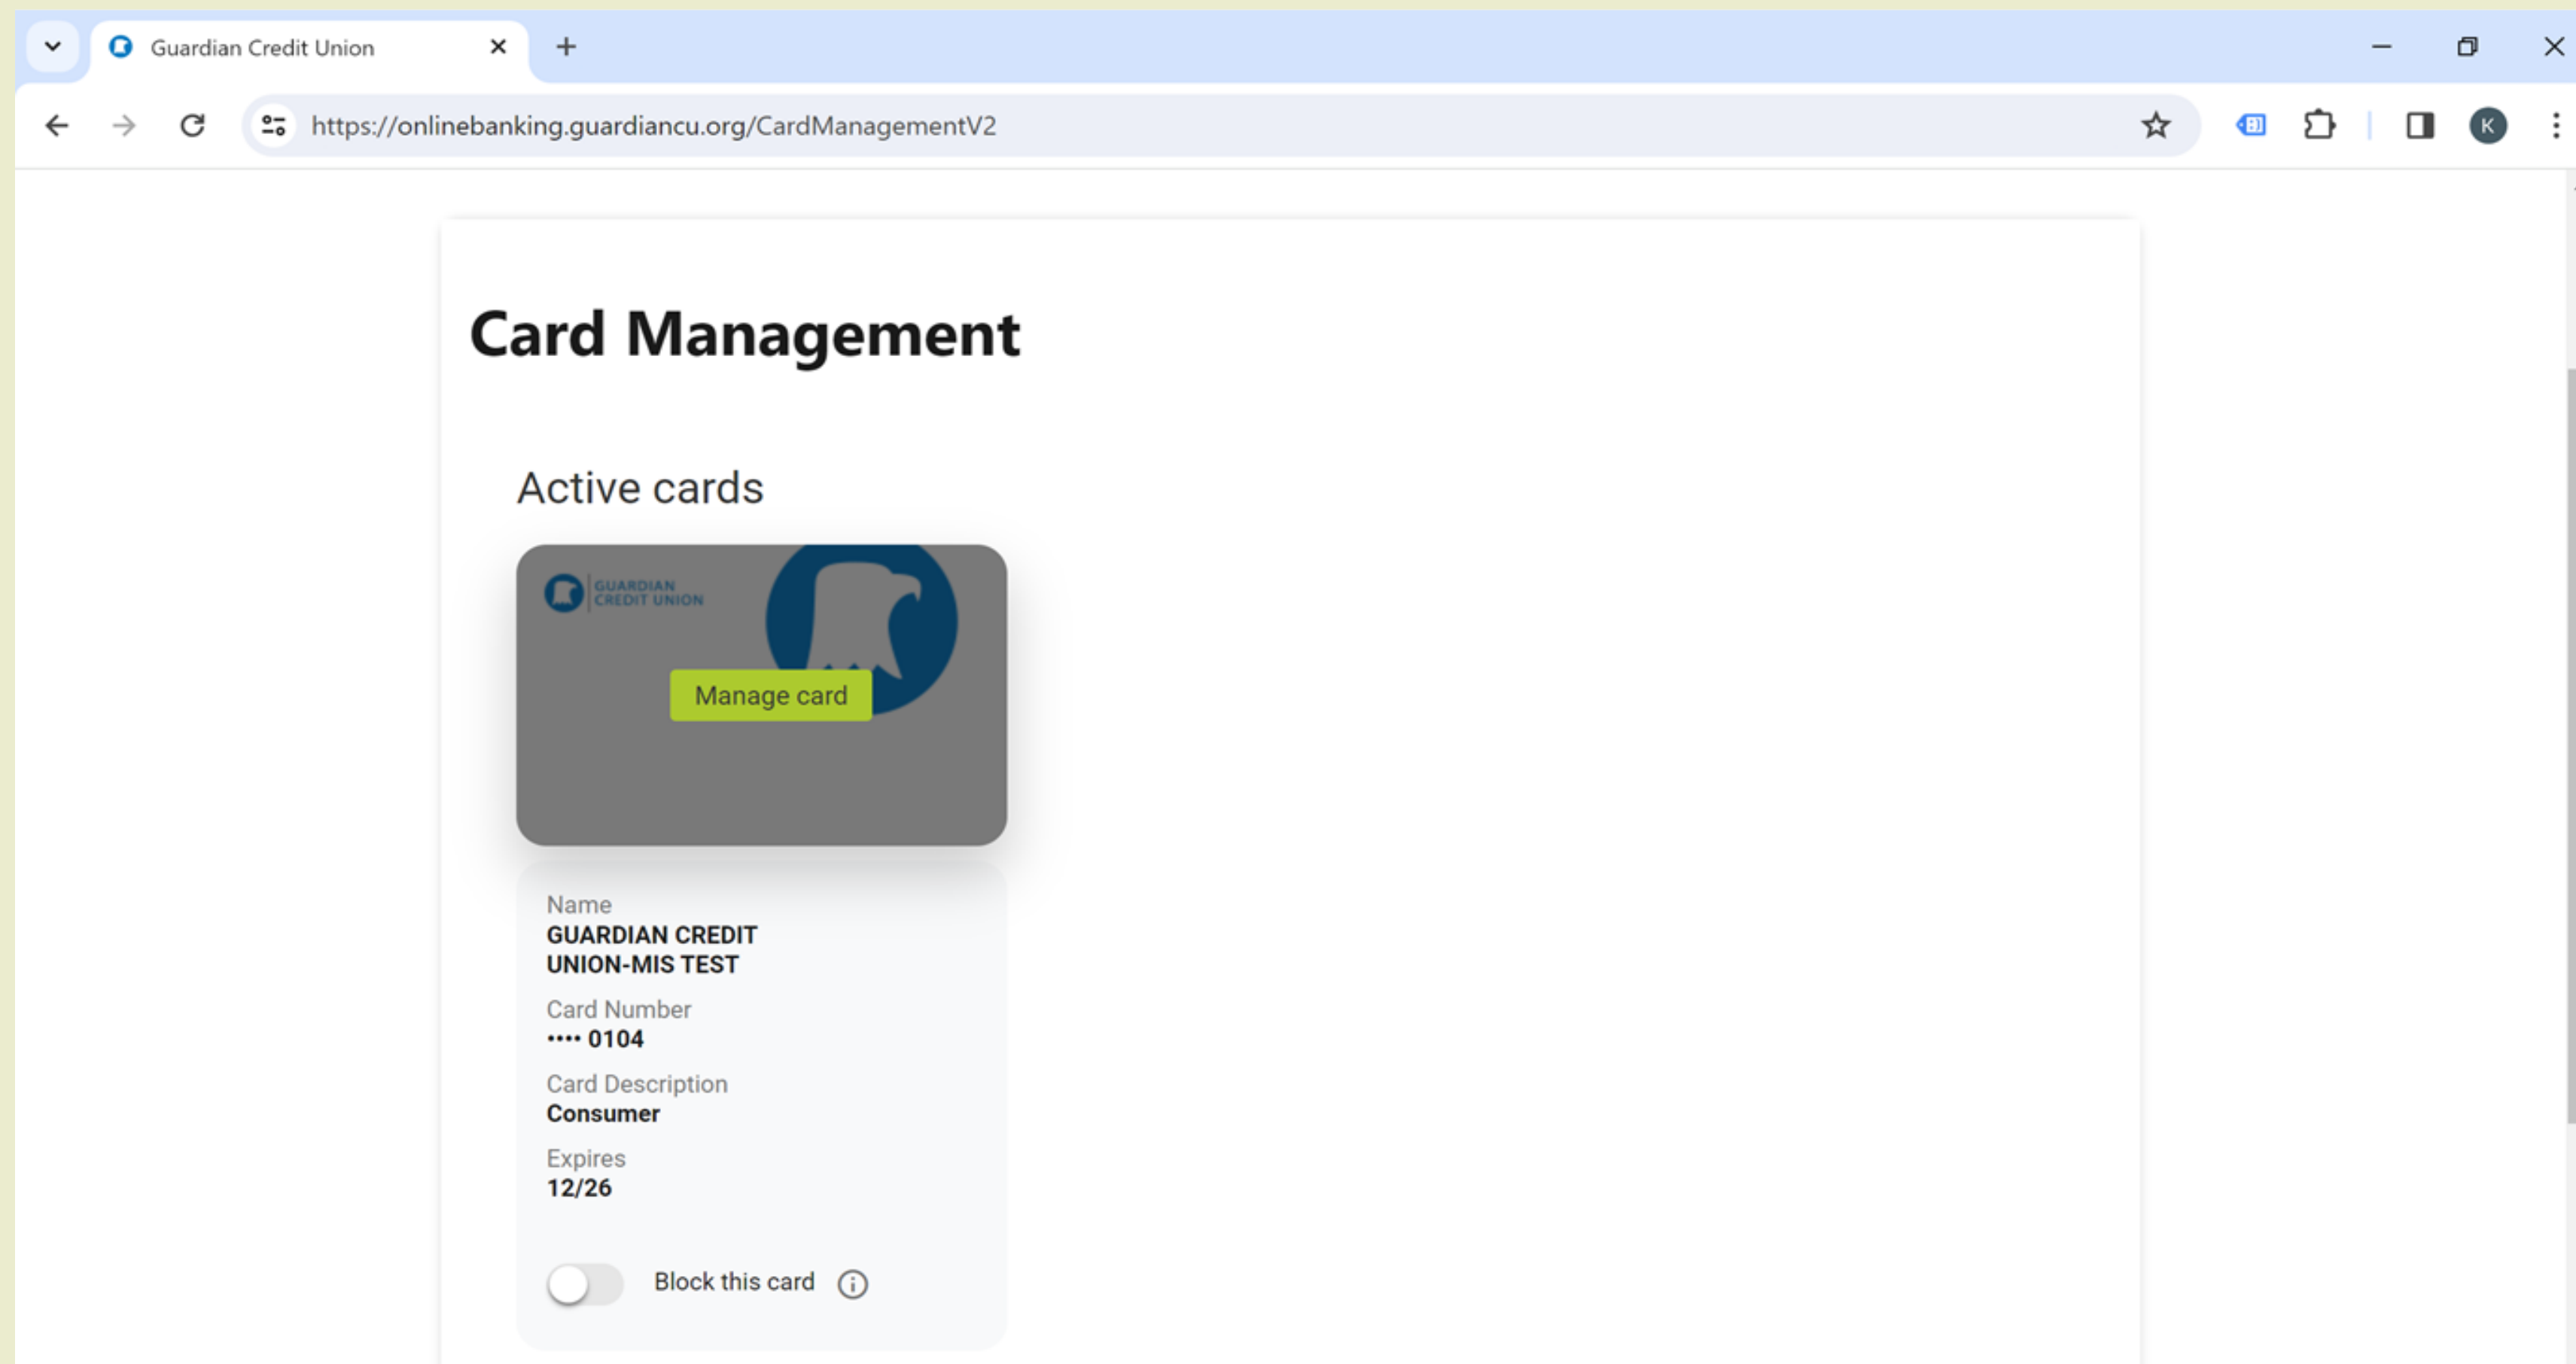 Guardian Credit Union
https://onlinebanking.guardiancu.org/CardManagementV2
K
Card Management
Active cards
GUARDIAN
CREDIT UNION
Manage card
Name
GUARDIAN CREDIT
UNION-MIS TEST
Card Number
•••• 0104
Card Description
Consumer
Expires
12/26
Block this card